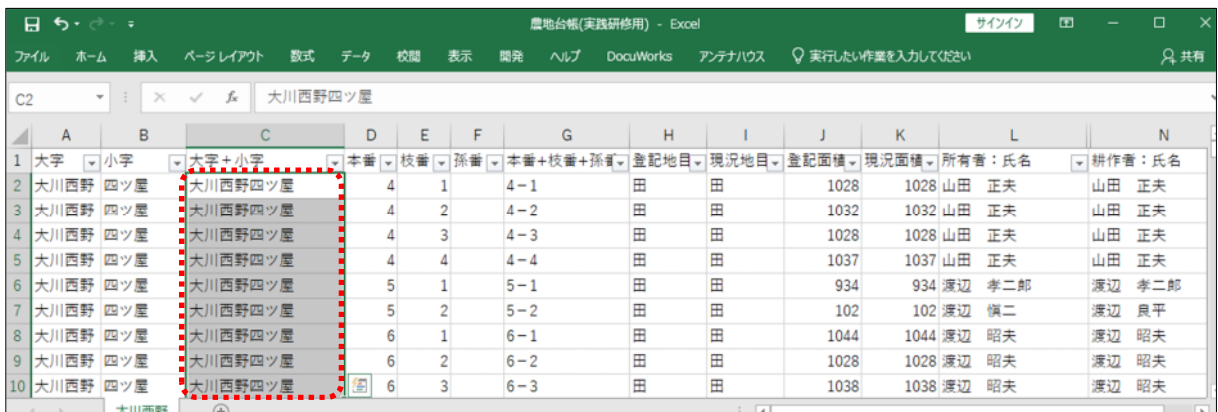 農地台帳(実践研修用) - Excel サインイン
ファイル ホーム 挿入 ページ レイアウト 数式 データ 校閲 表示 開発 ヘルプ DocuWorks アンテナハウス 実行したい作業を入力してください 共有
C2 fx 大川西野四ツ屋
A B C D E F G H I J K L N
1 大字 小字 大字+小字 本番 枝番 孫番 本番+枝番+孫番 登記地目 現況地目 登記面積 現況面積 所有者：氏名 耕作者：氏名
2 大川西野 四ツ屋 大川西野四ツ屋 4 1 4－1 田 田 1028 1028 山田 正夫 山田 正夫
3 大川西野 四ツ屋 大川西野四ツ屋 4 2 4－2 田 田 1032 1032 山田 正夫 山田 正夫
4 大川西野 四ツ屋 大川西野四ツ屋 4 3 4－3 田 田 1028 1028 山田 正夫 山田 正夫
5 大川西野 四ツ屋 大川西野四ツ屋 4 4 4－4 田 田 1037 1037 山田 正夫 山田 正夫
6 大川西野 四ツ屋 大川西野四ツ屋 5 1 5－1 田 田 934 934 渡辺 孝二郎 渡辺 孝二郎
7 大川西野 四ツ屋 大川西野四ツ屋 5 2 5－2 田 田 102 102 渡辺 慎二 渡辺 良平
8 大川西野 四ツ屋 大川西野四ツ屋 6 1 6－1 田 田 1044 1044 渡辺 昭夫 渡辺 昭夫
9 大川西野 四ツ屋 大川西野四ツ屋 6 2 6－2 田 田 1028 1028 渡辺 昭夫 渡辺 昭夫
10 大川西野 四ツ屋 大川西野四ツ屋 6 3 6－3 田 田 1038 1038 渡辺 昭夫 渡辺 昭夫
大川西野